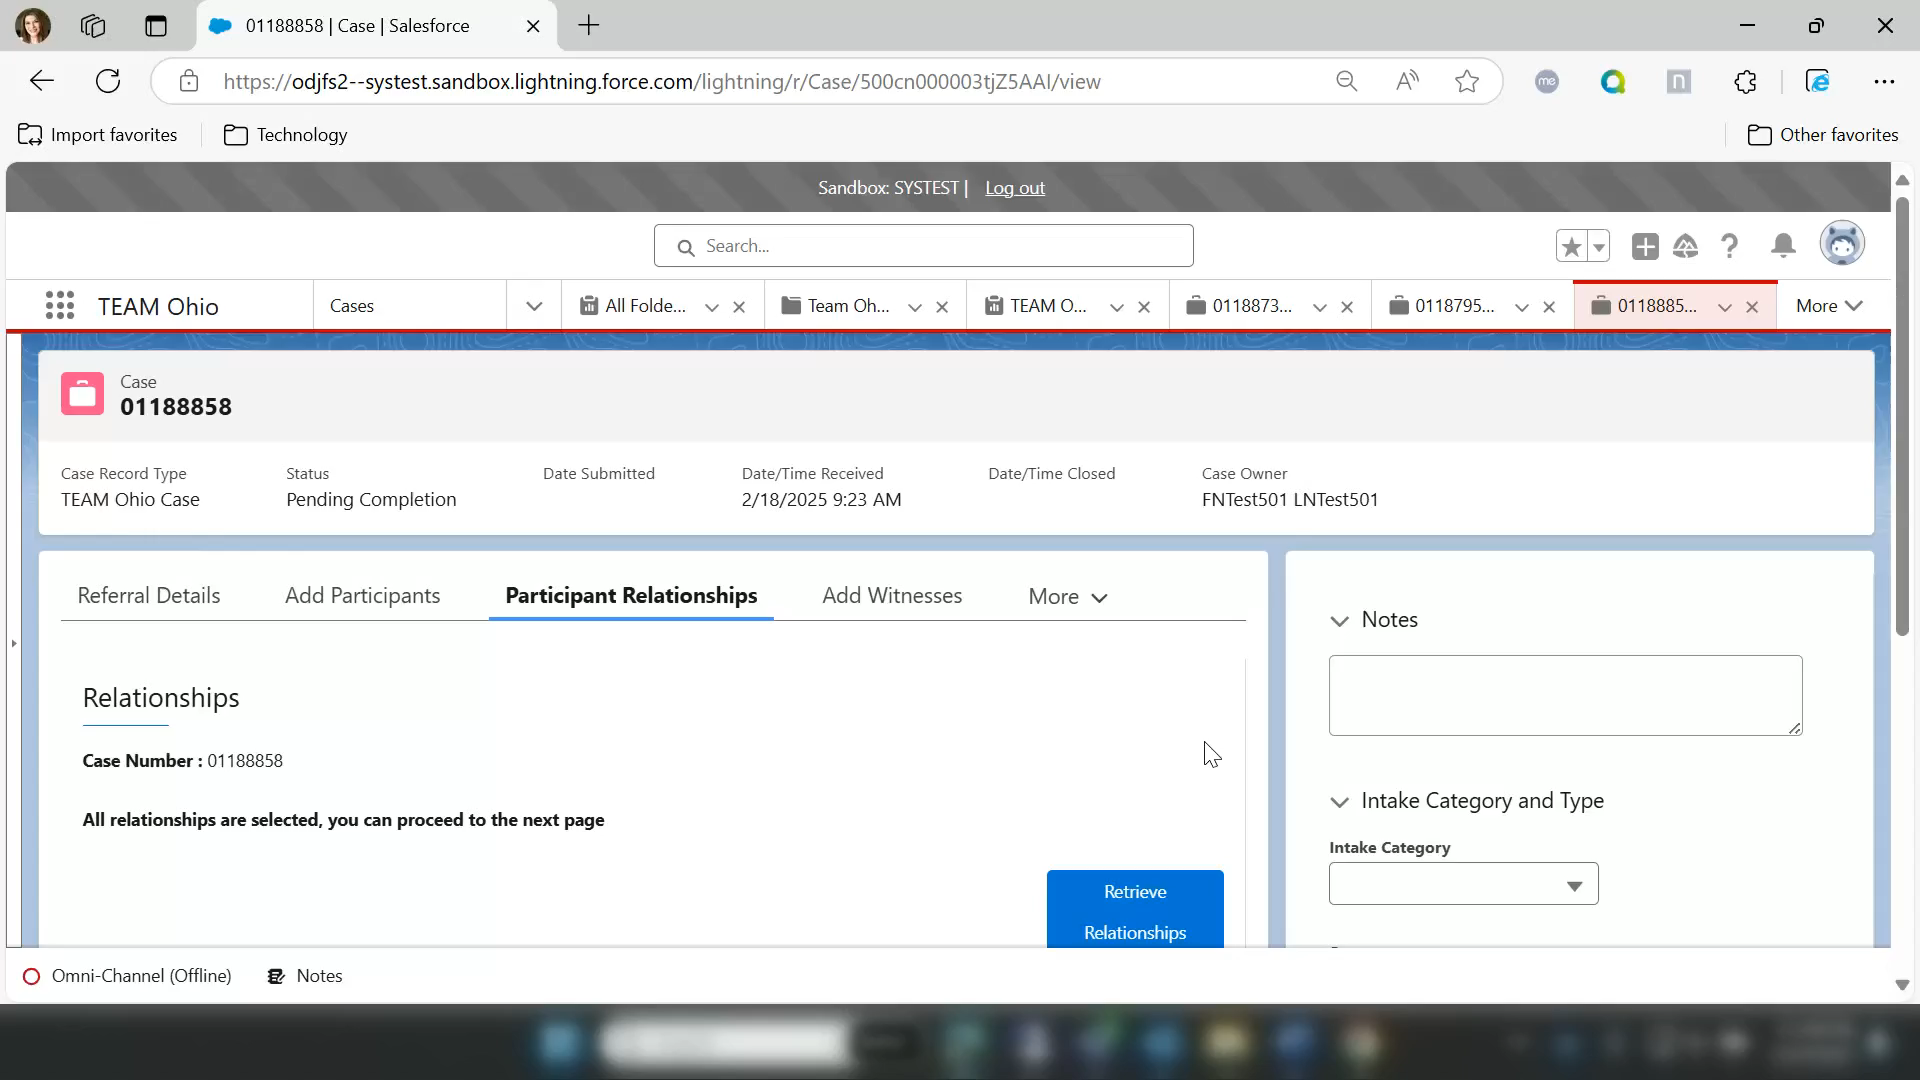 01188858 | Case | Salesforce
https://odjfs2--systest.sandbox.lightning.force.com/lightning/r/Case/500cn000003tjZ5AAI/view
me
n
Import favorites
Technology
Other favorites
Sandbox: SYSTEST | Log out
Search...
TEAM Ohio
Cases
All Folde...
Team Oh...
TEAM O...
0118873...
0118795...
0118885...
More
Case
01188858
Case Record Type
TEAM Ohio Case
Status
Pending Completion
Date Submitted
Date/Time Received
2/18/2025 9:23 AM
Date/Time Closed
Case Owner
FNTest501 LNTest501
Referral Details
Add Participants
Participant Relationships
Add Witnesses
More
Relationships
Case Number : 01188858
All relationships are selected, you can proceed to the next page
Retrieve
Relationships
Notes
Intake Category and Type
Intake Category
Omni-Channel (Offline)
Notes